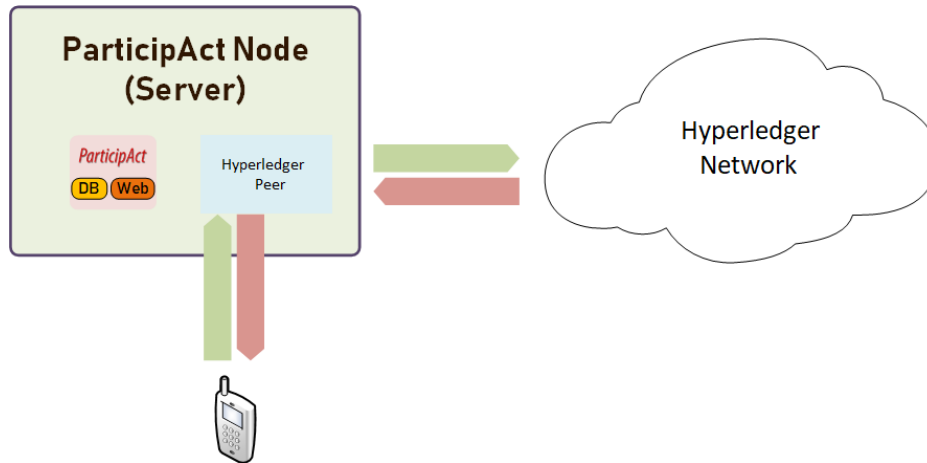 ParticipAct Node
(Server)
ParticipAct
DB Web
Hyperledger
Peer
Hyperledger
Network